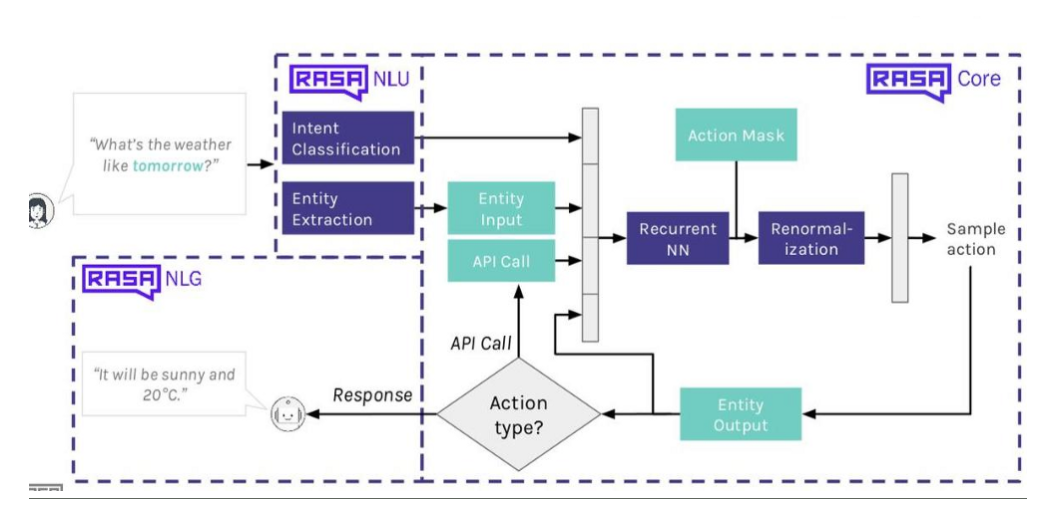 RASA NLU
RASA Core
“What’s the weather
like tomorrow?”
Intent
Classification
Entity
Extraction
Entity
Input
API Call
Action Mask
Recurrent
NN
Renormal-
ization
Sample
action
RASA NLG
“It will be sunny and
20°C.”
Response
API Call
Action
type?
Entity
Output